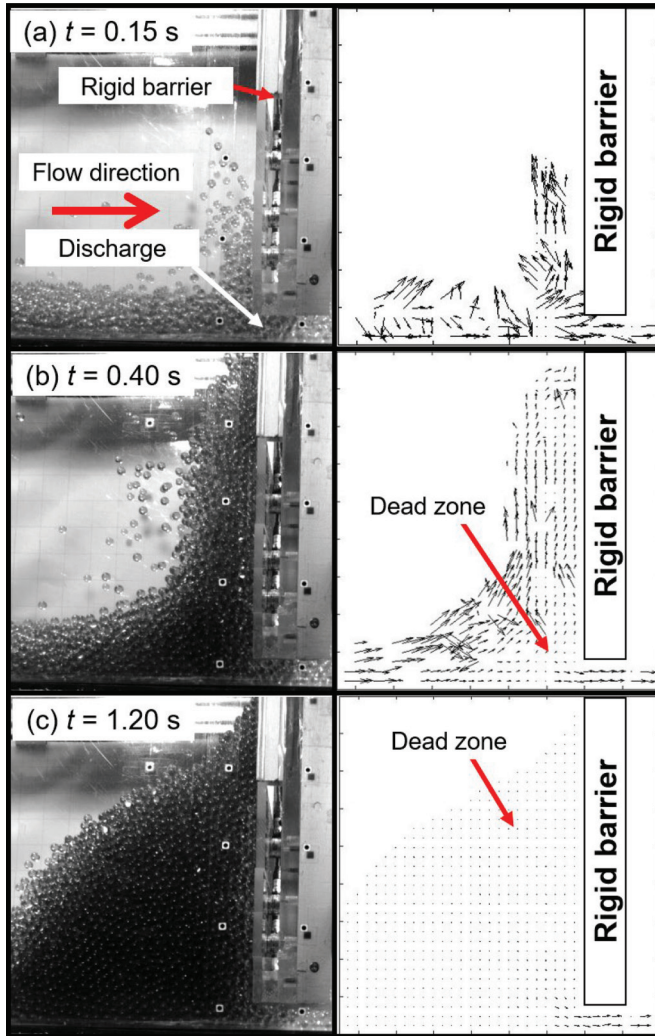 (a) t = 0.15 s
Rigid barrier
Flow direction
Discharge
Rigid barrier
(b) t = 0.40 s
Dead zone
Rigid barrier
(c) t = 1.20 s
Dead zone
Rigid barrier